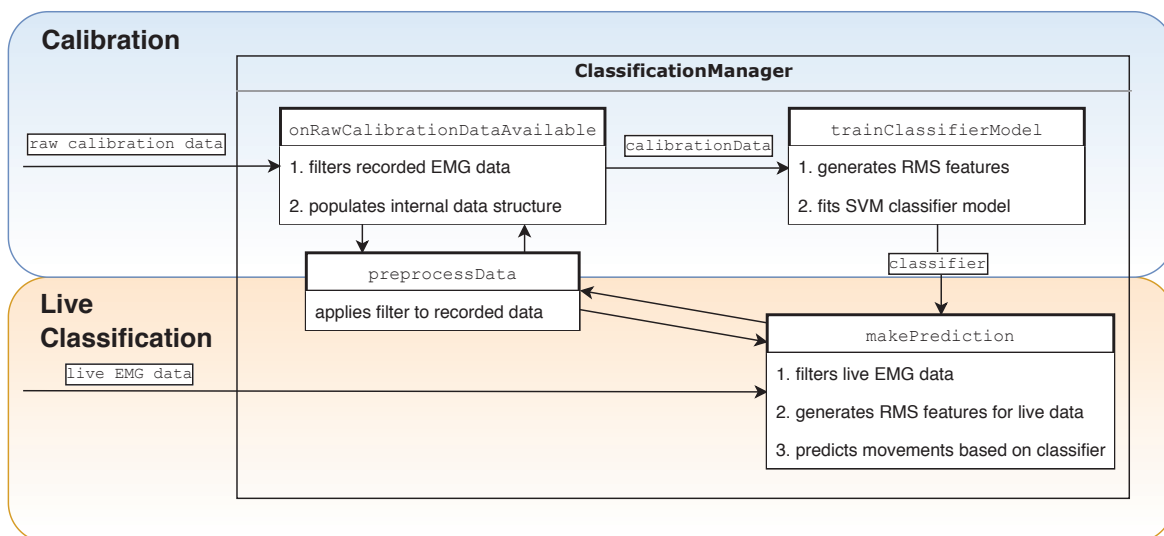 Calibration
ClassificationManager
raw calibration data
onRawCalibrationDataAvailable
1. filters recorded EMG data
2. populates internal data structure
calibrationData
trainClassifierModel
1. generates RMS features
2. fits SVM classifier model
preprocessData
applies filter to recorded data
classifier
Live
Classification
live EMG data
makePrediction
1. filters live EMG data
2. generates RMS features for live data
3. predicts movements based on classifier